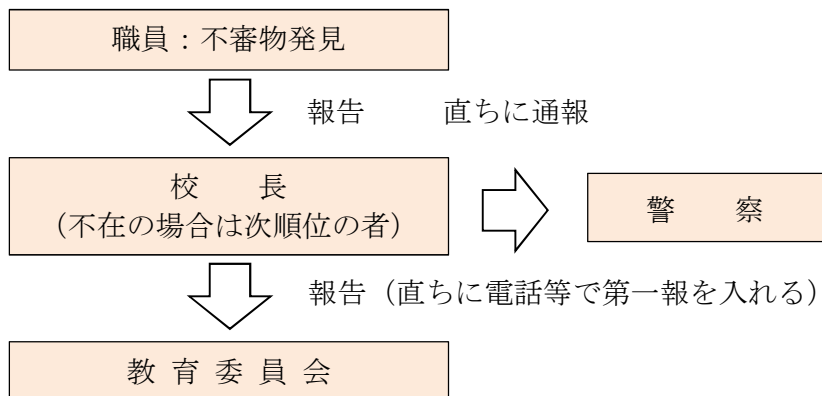 職員：不審物発見
報告
直ちに通報
校　　長
（不在の場合は次順位の者）
警　　察
報告（直ちに電話等で第一報を入れる）
教 育 委 員 会